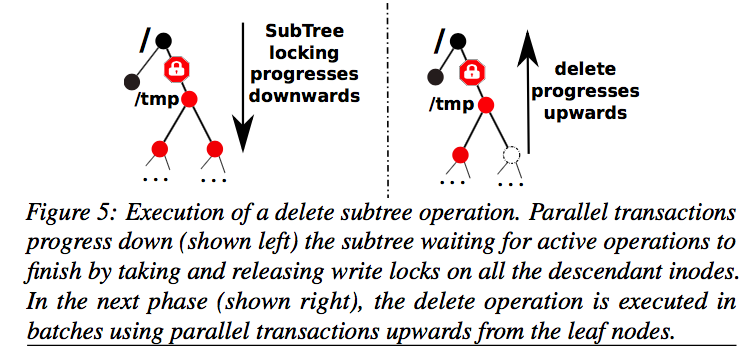 /
SubTree
locking
progresses
downwards
/tmp
...
...
/
delete
progresses
upwards
/tmp
...
...
Figure 5: Execution of a delete subtree operation. Parallel transactions
progress down (shown left) the subtree waiting for active operations to
finish by taking and releasing write locks on all the descendant inodes.
In the next phase (shown right), the delete operation is executed in
batches using parallel transactions upwards from the leaf nodes.